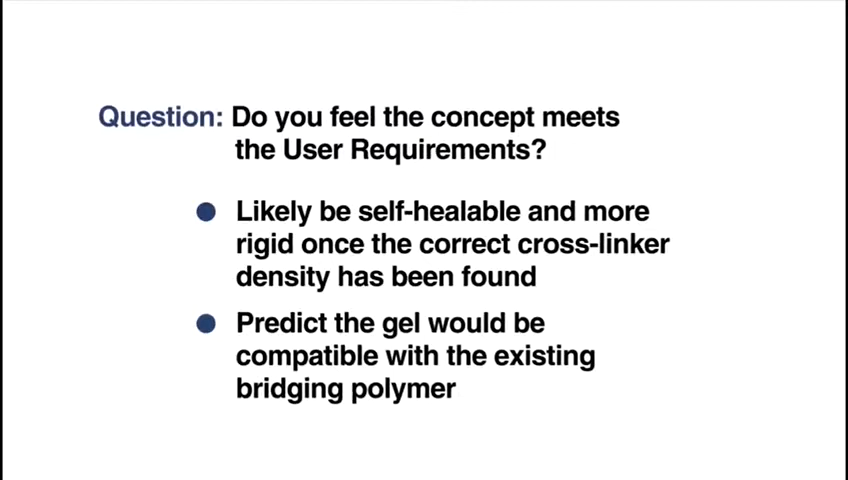 Question: Do you feel the concept meets
the User Requirements?
● Likely be self-healable and more
rigid once the correct cross-linker
density has been found
● Predict the gel would be
compatible with the existing
bridging polymer